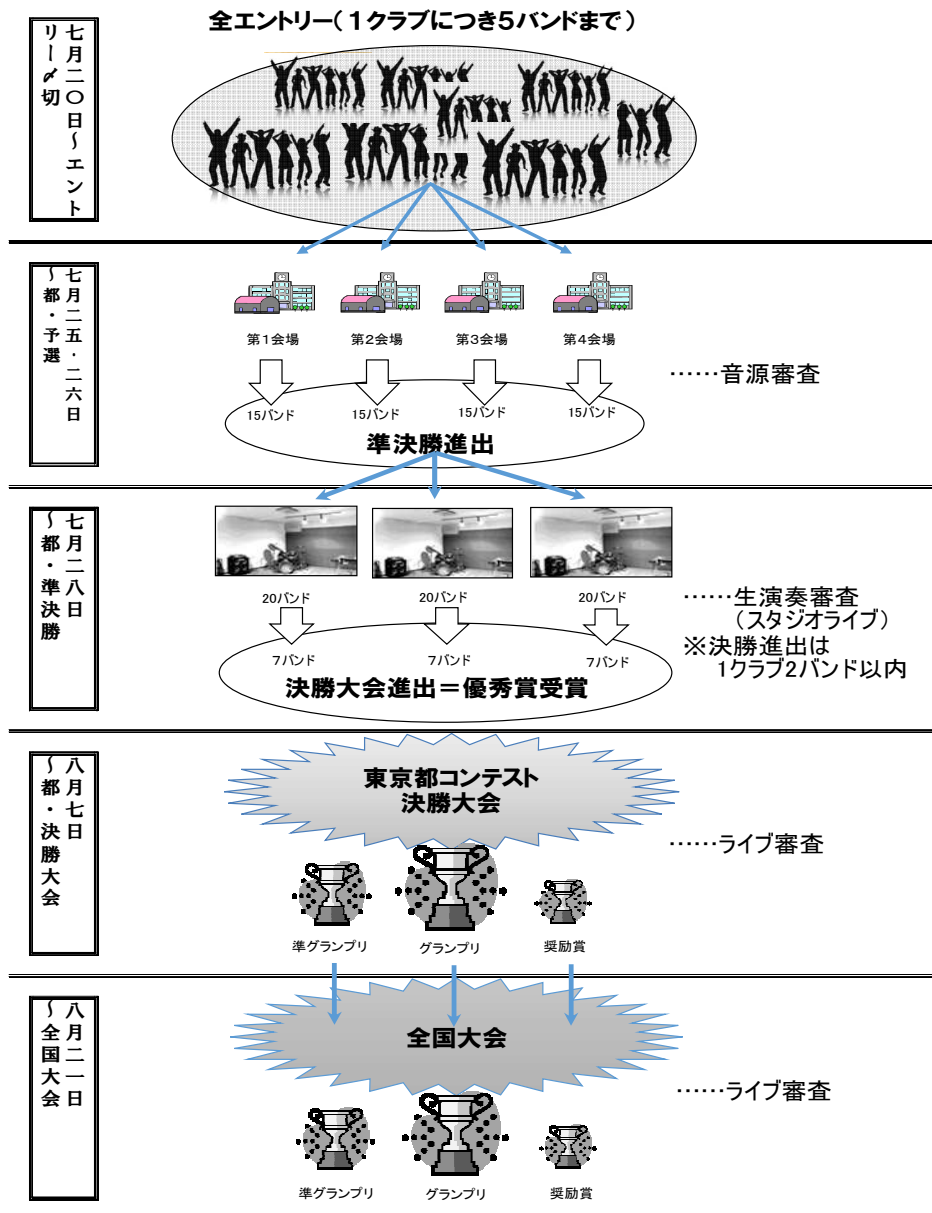 全エントリー(1クラブにつき5バンドまで)
七月二〇日~エント
リー〆切
七月二五・二六日
~都・予選
第1会場
第2会場
第3会場
第4会場
……音源審査
15バンド
15バンド
15バンド
15バンド
準決勝進出
七月二八日
~都・準決勝
20バンド
20バンド
20バンド
……生演奏審査
(スタジオライブ)
※決勝進出は
1クラブ2バンド以内
7バンド
7バンド
7バンド
決勝大会進出=優秀賞受賞
八月七日
~都・決勝大会
東京都コンテスト
決勝大会
……ライブ審査
準グランプリ
グランプリ
奨励賞
八月二一日
~全国大会
全国大会
……ライブ審査
準グランプリ
グランプリ
奨励賞